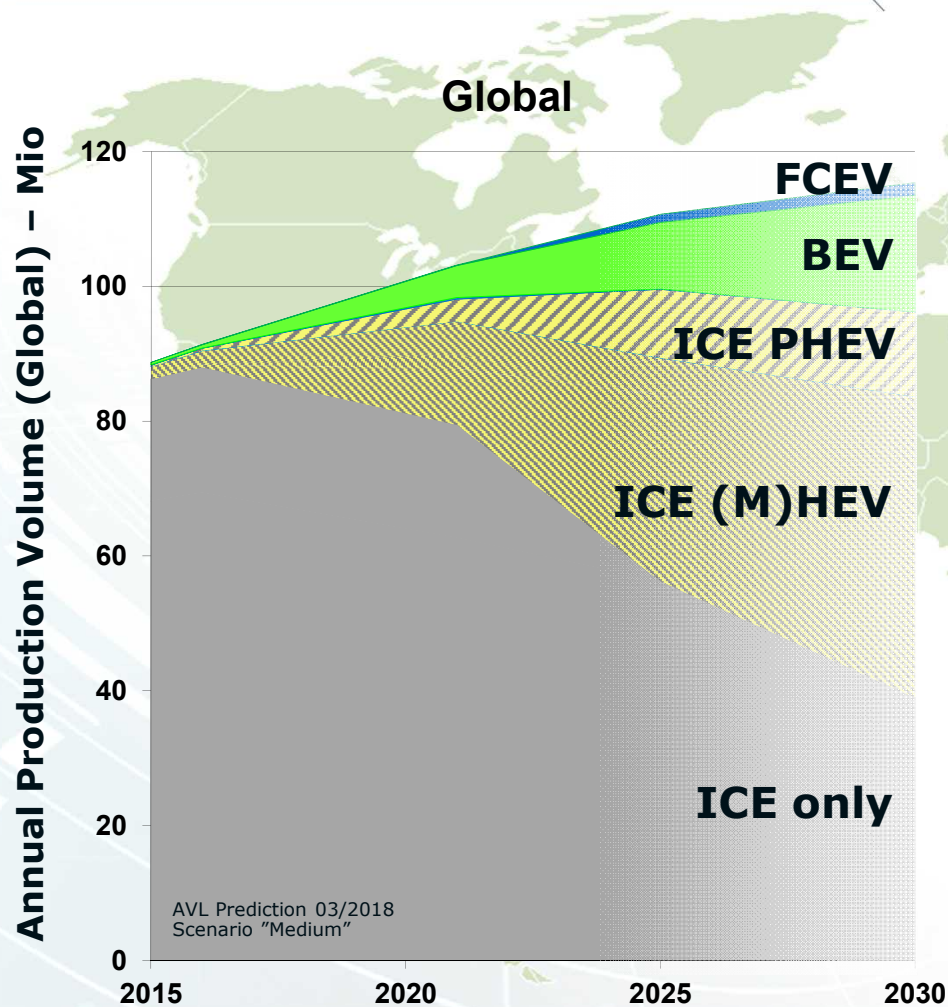 Global
Annual Production Volume (Global) – Mio
120
100
80
60
40
20
0
FCEV
BEV
ICE PHEV
ICE (M)HEV
ICE only
AVL Prediction 03/2018
Scenario ”Medium”
2015
2020
2025
2030